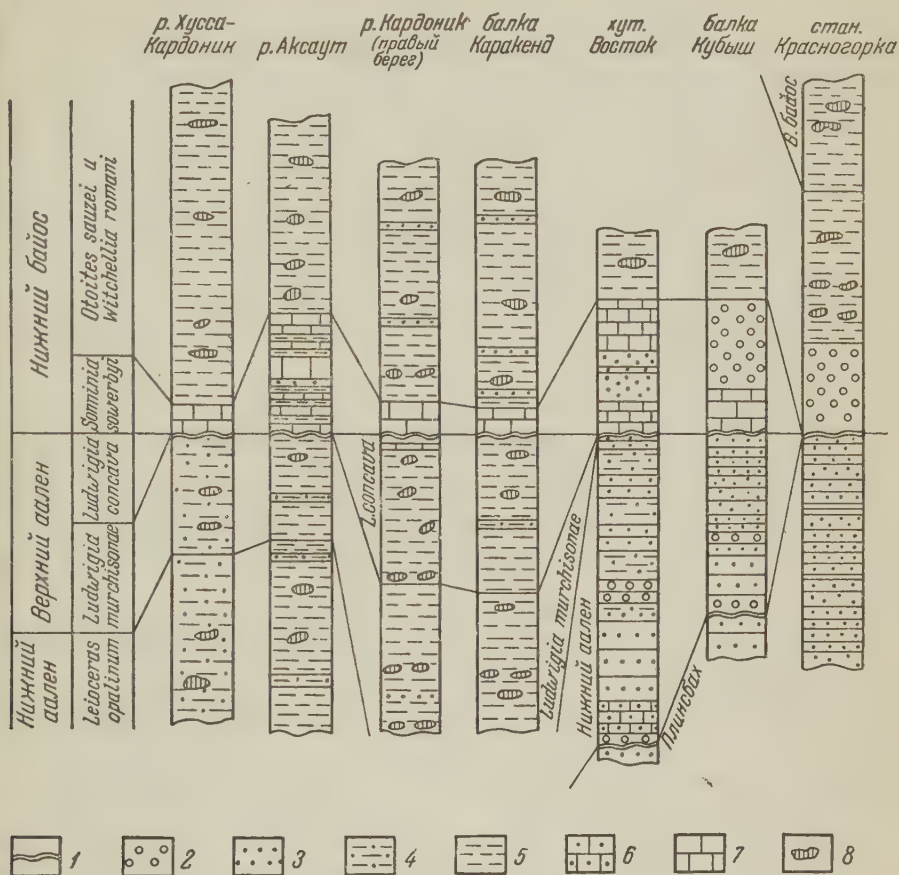 р. Хусса-
Кардоник
р. Аксаут
р. Кардоник
(правый
берег)
балка
Каракенд
хут.
Восток
балка
Кубыш
стан.
Красногорка
Нижний байос
Otoites sauzei и
Witchellia romani
Sonninia
sowerbyi
Верхний аален
Ludwigia
concava
Ludwigia
murchisonae
Нижний
аален
Leioceras
opalinum
L. concava
Ludwigia murchisonae
Нижний аален
Плинсбах
В. байос
1
2
3
4
5
6
7
8